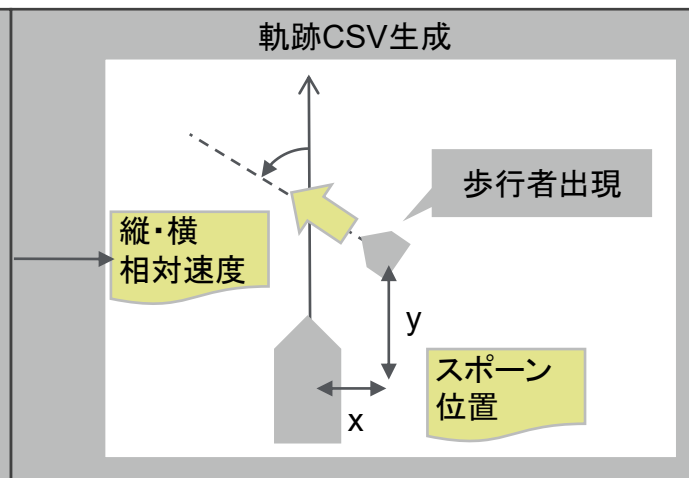 軌跡CSV生成
歩行者出現
縦・横
相対速度
y
スポーン
位置
x